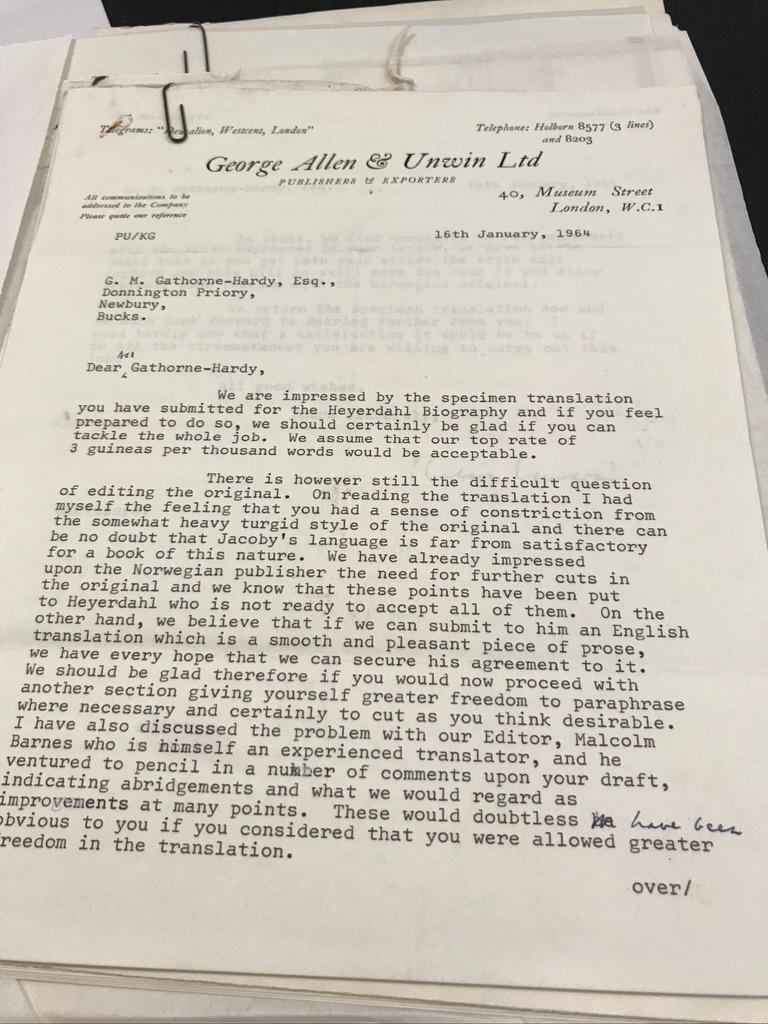 Telegrams: "Deucalion, Westcent, London"
Telephone: Holborn 8577 (3 lines)
and 8203
George Allen & Unwin Ltd
PUBLISHERS & EXPORTERS
All communications to be
addressed to the Company
Please quote our reference
40, Museum Street
London, W.C.1
PU/KG
16th January, 1964
G. M. Gathorne-Hardy, Esq.,
Donnington Priory,
Newbury,
Bucks.
Dear Gathorne-Hardy,
We are impressed by the specimen translation
you have submitted for the Heyerdahl Biography and if you feel
prepared to do so, we should certainly be glad if you can
tackle the whole job. We assume that our top rate of
3 guineas per thousand words would be acceptable.
There is however still the difficult question
of editing the original. On reading the translation I had
myself the feeling that you had a sense of constriction from
the somewhat heavy turgid style of the original and there can
be no doubt that Jacoby's language is far from satisfactory
for a book of this nature. We have already impressed
upon the Norwegian publisher the need for further cuts in
the original and we know that these points have been put
to Heyerdahl who is not ready to accept all of them. On the
other hand, we believe that if we can submit to him an English
translation which is a smooth and pleasant piece of prose,
we have every hope that we can secure his agreement to it.
We should be glad therefore if you would now proceed with
another section giving yourself greater freedom to paraphrase
where necessary and certainly to cut as you think desirable.
I have also discussed the problem with our Editor, Malcolm
Barnes who is himself an experienced translator, and he
ventured to pencil in a number of comments upon your draft,
indicating abridgements and what we would regard as
improvements at many points. These would doubtless have been
obvious to you if you considered that you were allowed greater
freedom in the translation.
over/